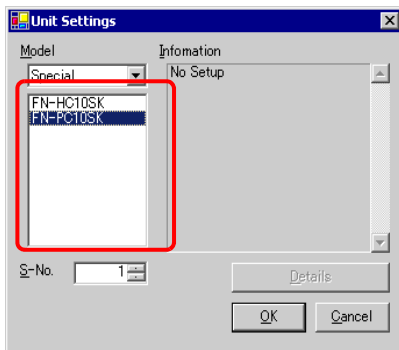 Unit Settings
Model
Infomation
Special
No Setup
FN-HC10SK
FN-PC10SK
S-No.
1
Details
OK
Cancel